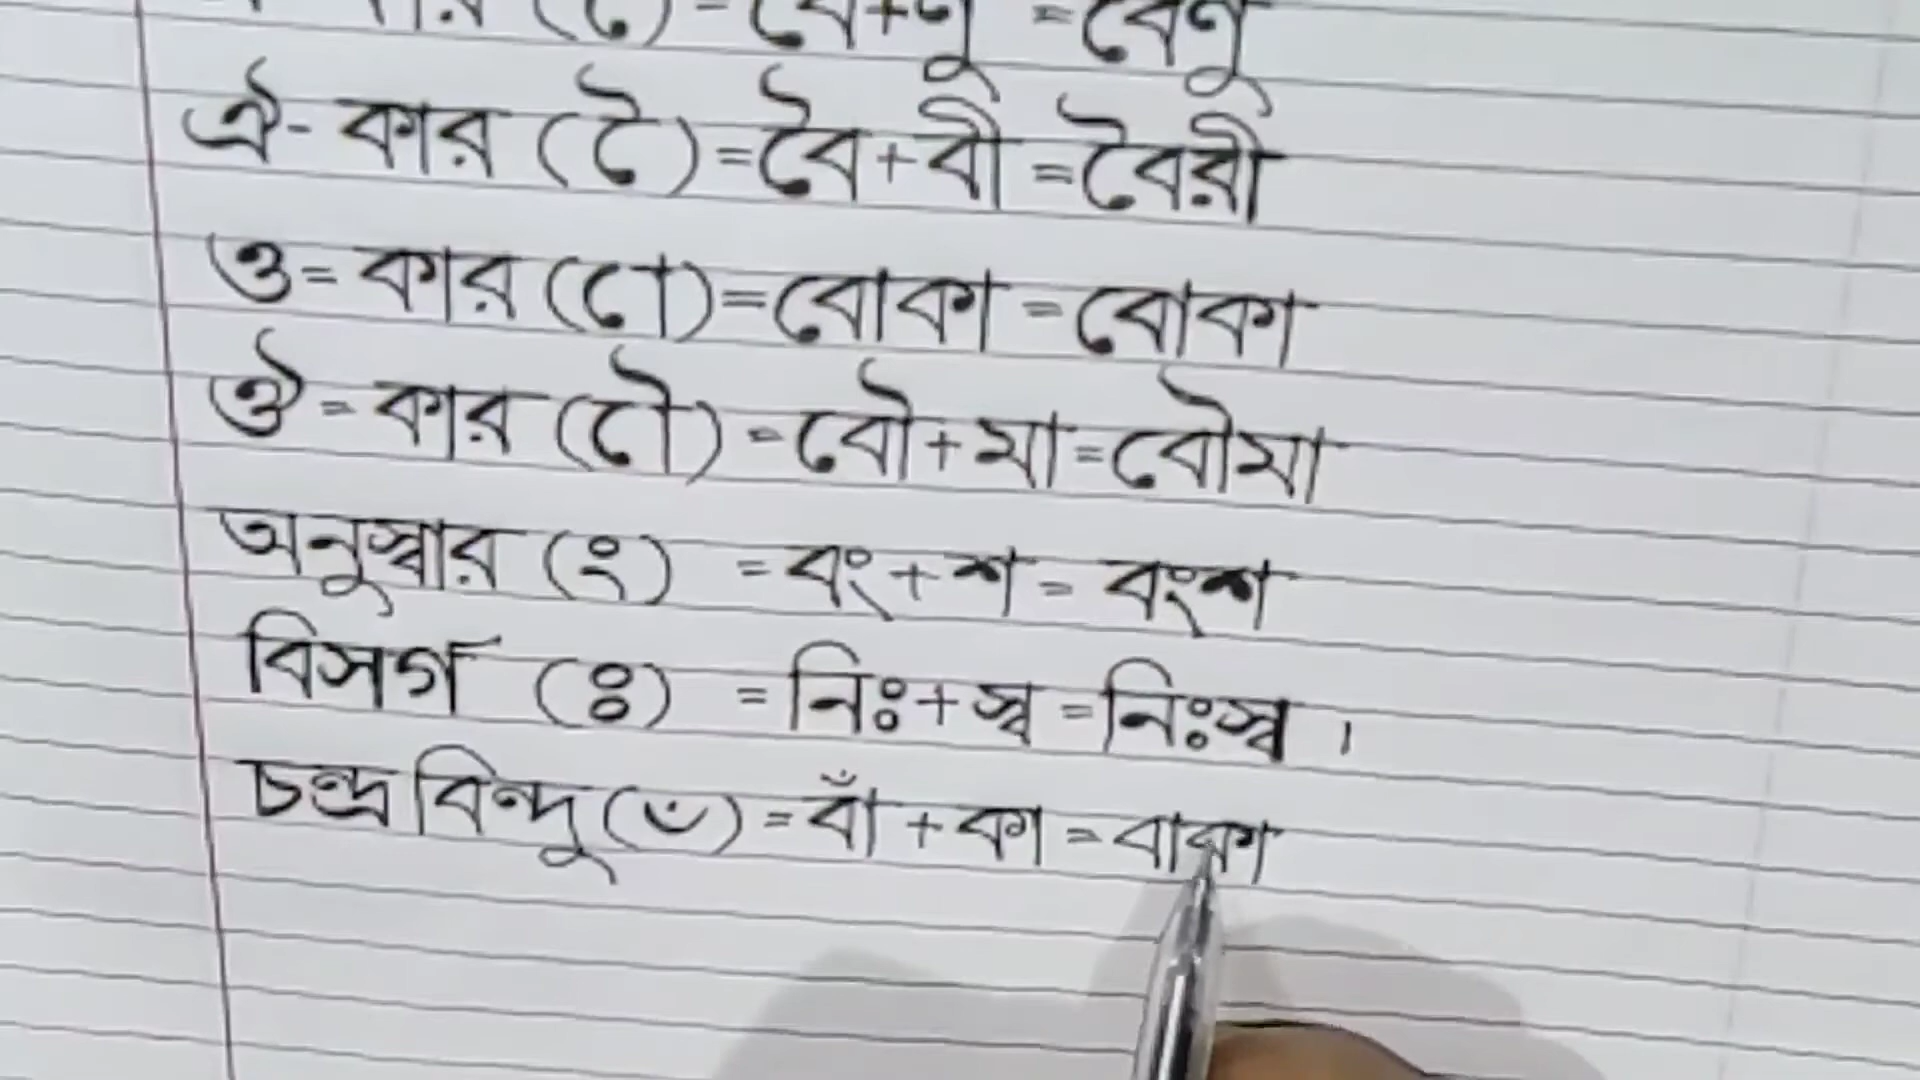 কার (ে) = বে+ণু = বেণু
ঐ- কার (ৈ) = বৈ+বী = বৈরী
ও= কার (ো) = বোকা = বোকা
ঔ = কার (ৌ) = বৌ+মা = বৌমা
অনুস্বার (ং) = বং+শ = বংশ
বিসর্গ (ঃ) = নিঃ+স্ব = নিঃস্ব ।
চন্দ্রবিন্দু (ঁ) = বাঁ + কা = বাকা